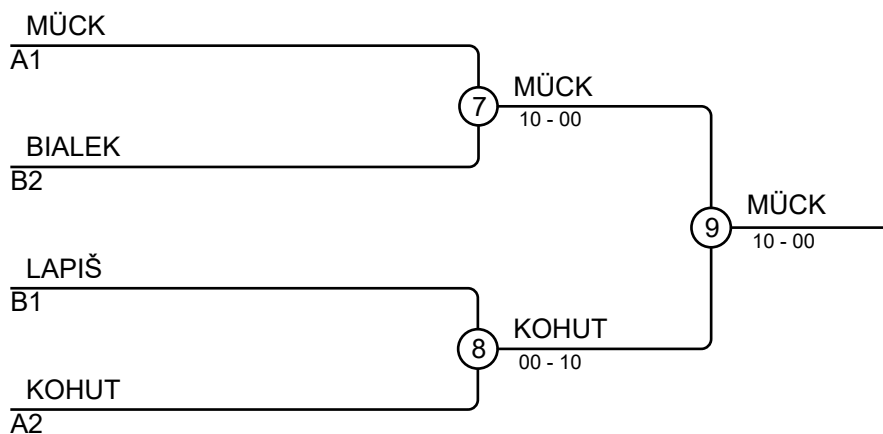 MÜCK
A1
7
MÜCK
10 - 00
BIALEK
B2
9
MÜCK
10 - 00
LAPIŠ
B1
8
KOHUT
00 - 10
KOHUT
A2